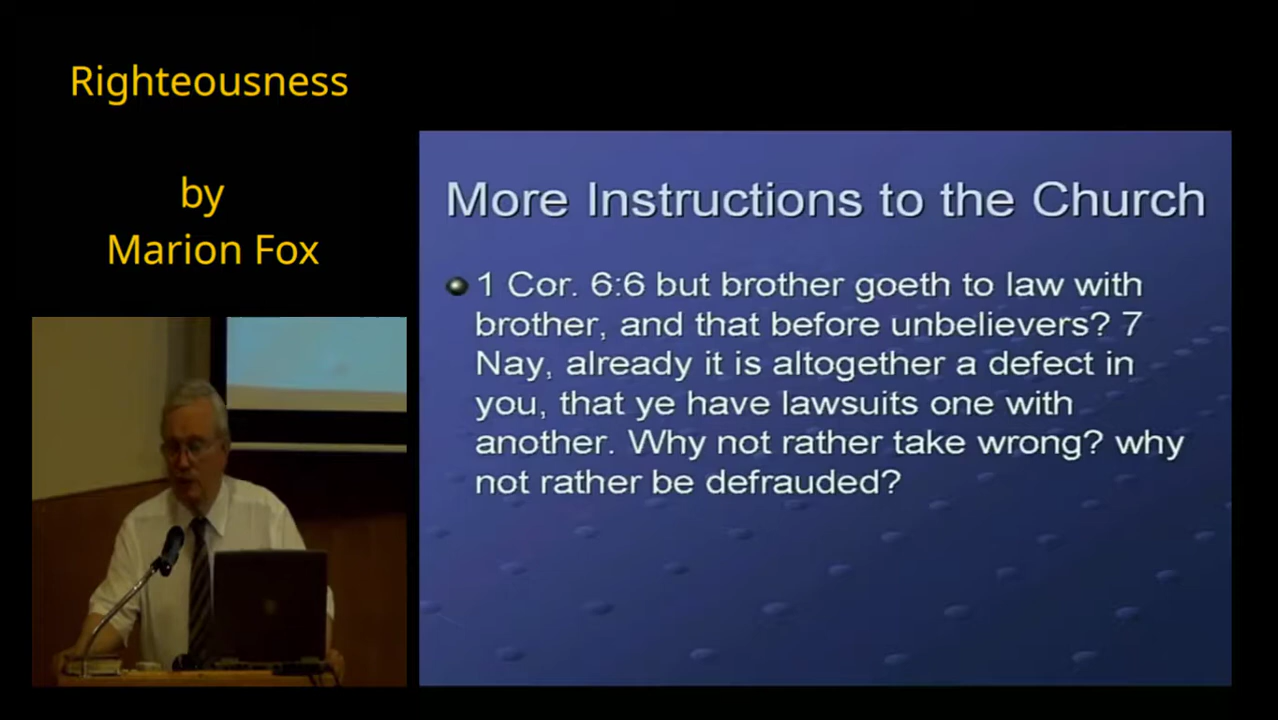 Righteousness
by
Marion Fox
More Instructions to the Church
1 Cor. 6:6 but brother goeth to law with
brother, and that before unbelievers? 7
Nay, already it is altogether a defect in
you, that ye have lawsuits one with
another. Why not rather take wrong? why
not rather be defrauded?